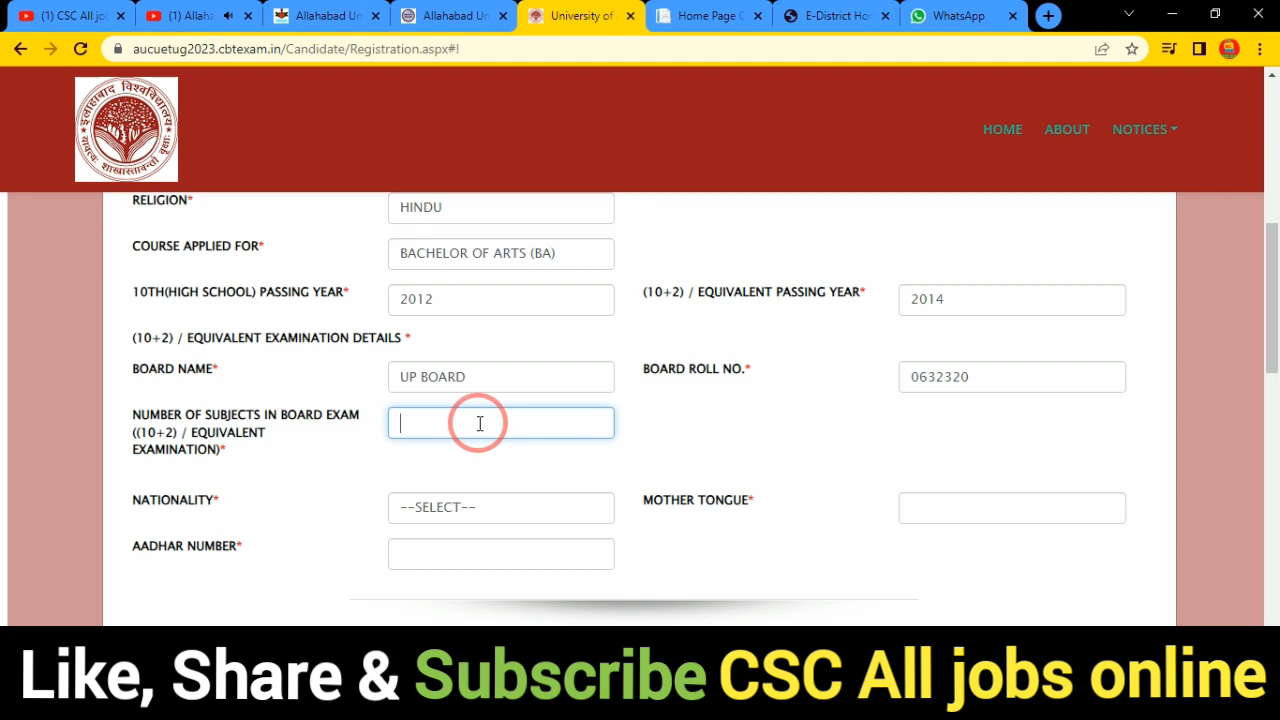 (1) CSC All jo
(1) Allaha
Allahabad Un
Allahabad Un
University of
Home Page C
E-District Ho
WhatsApp
aucuetug2023.cbtexam.in/Candidate/Registration.aspx#!
HOME
ABOUT
NOTICES
RELIGION*
HINDU
COURSE APPLIED FOR*
BACHELOR OF ARTS (BA)
10TH(HIGH SCHOOL) PASSING YEAR*
2012
(10+2) / EQUIVALENT PASSING YEAR*
2014
(10+2) / EQUIVALENT EXAMINATION DETAILS *
BOARD NAME*
UP BOARD
BOARD ROLL NO.*
0632320
NUMBER OF SUBJECTS IN BOARD EXAM
((10+2) / EQUIVALENT
EXAMINATION)*
NATIONALITY*
--SELECT--
MOTHER TONGUE*
AADHAR NUMBER*
Like, Share & Subscribe CSC All jobs online